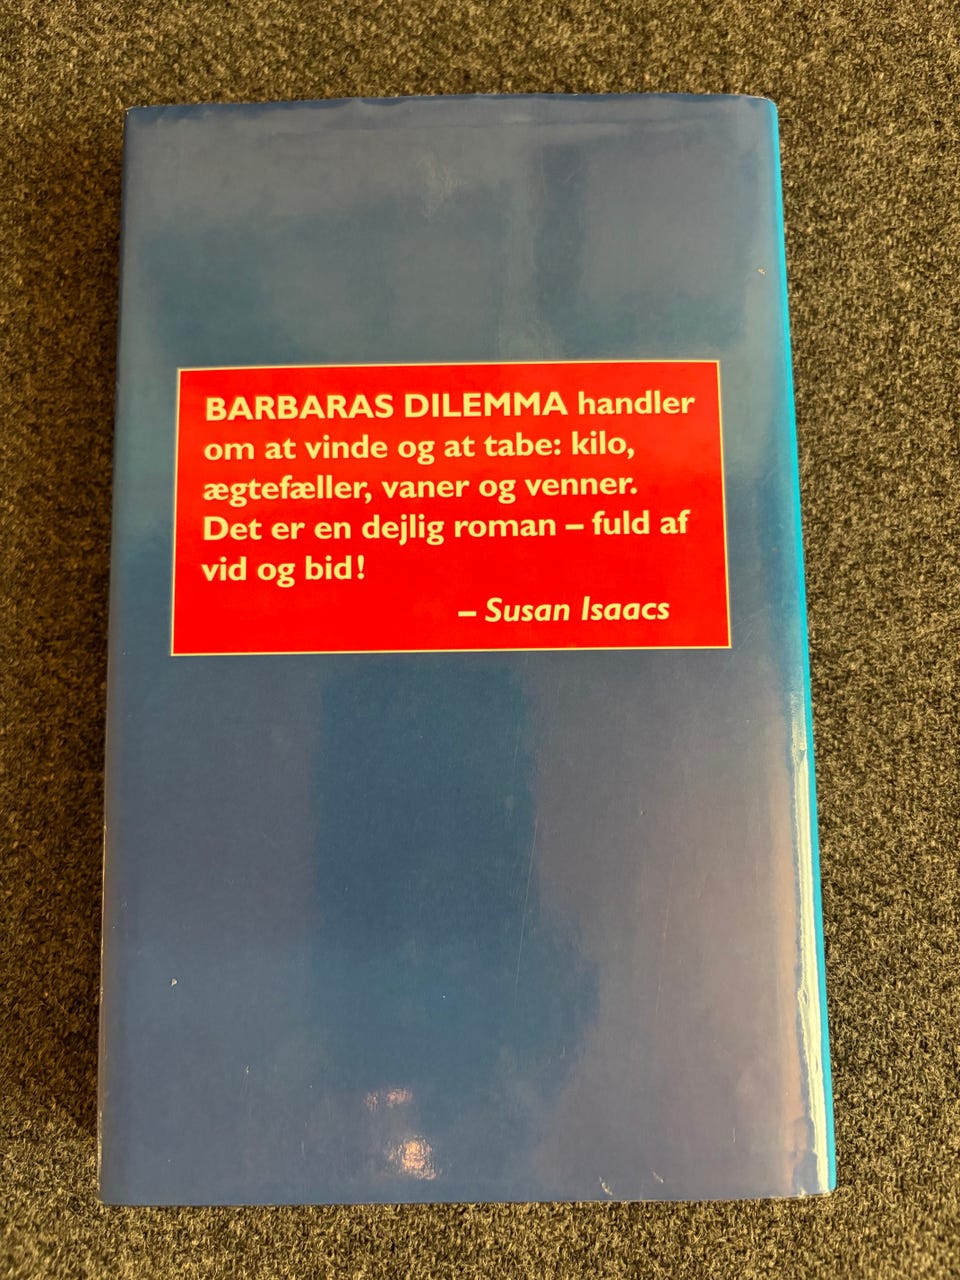 BARBARAS DILEMMA handler
om at vinde og at tabe: kilo,
ægtefæller, vaner og venner.
Det er en dejlig roman – fuld af
vid og bid!
– Susan Isaacs